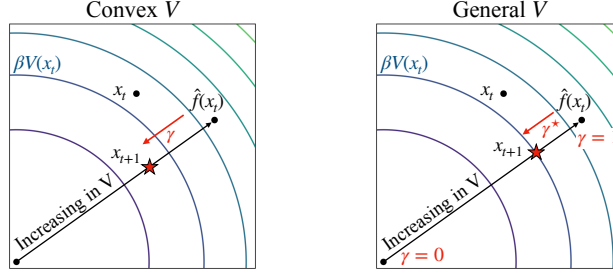 Convex V
βV(x_t)
x_t
f̂(x_t)
γ
x_{t+1}
Increasing in V
General V
βV(x_t)
x_t
f̂(x_t)
γ⋆
γ =
x_{t+1}
Increasing in V
γ = 0